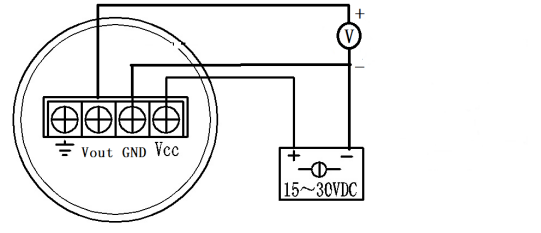 +
V
−
Vout GND Vcc
+ −
15～30VDC